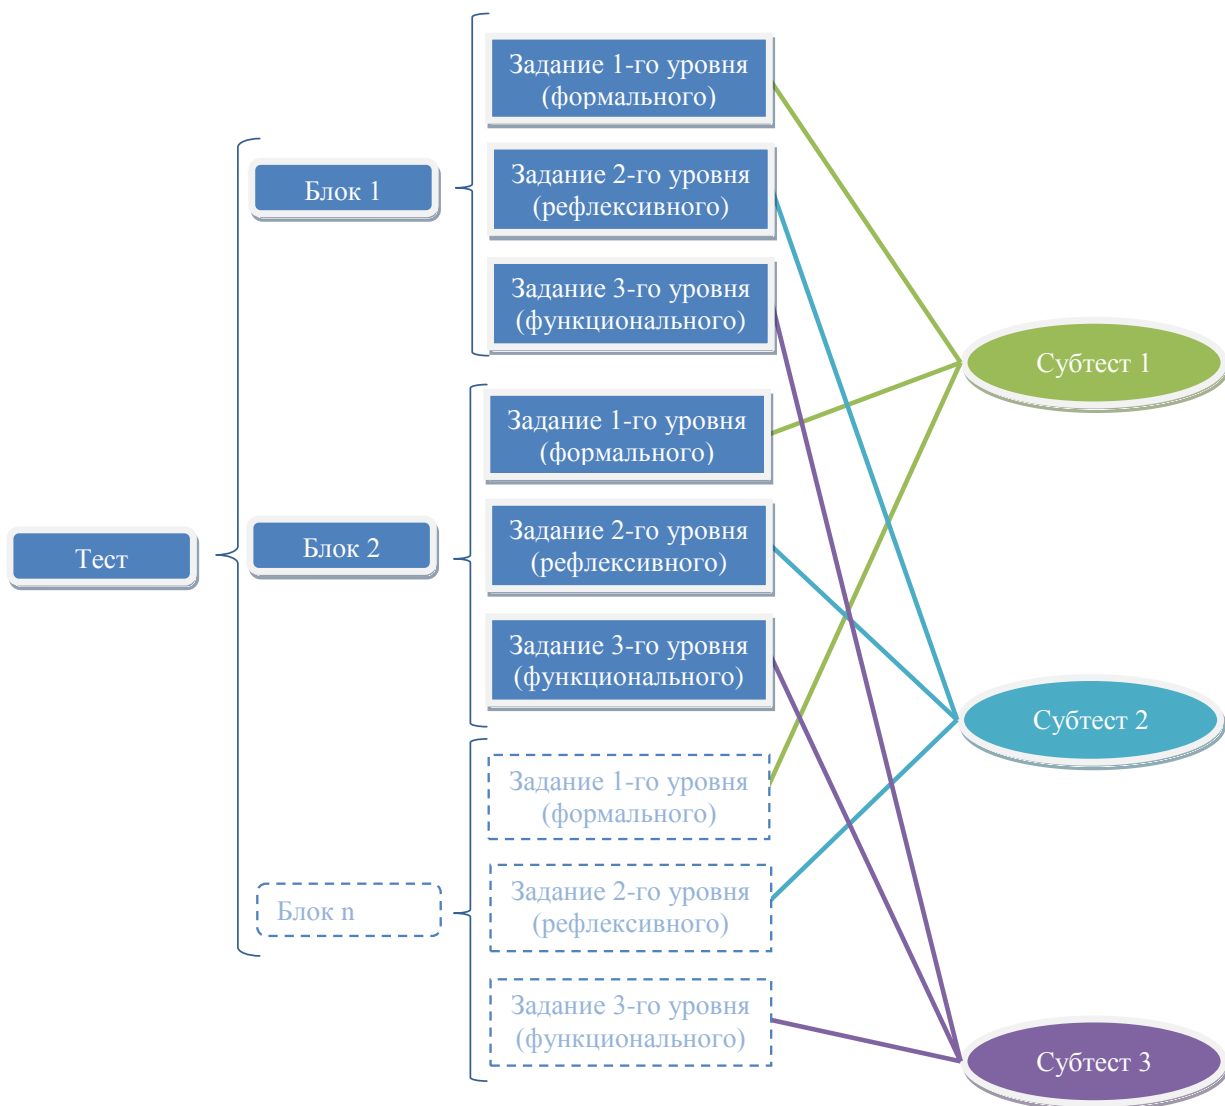 Тест
Блок 1
Задание 1-го уровня
(формального)
Задание 2-го уровня
(рефлексивного)
Задание 3-го уровня
(функционального)
Блок 2
Задание 1-го уровня
(формального)
Задание 2-го уровня
(рефлексивного)
Задание 3-го уровня
(функционального)
Блок n
Задание 1-го уровня
(формального)
Задание 2-го уровня
(рефлексивного)
Задание 3-го уровня
(функционального)
Субтест 1
Субтест 2
Субтест 3